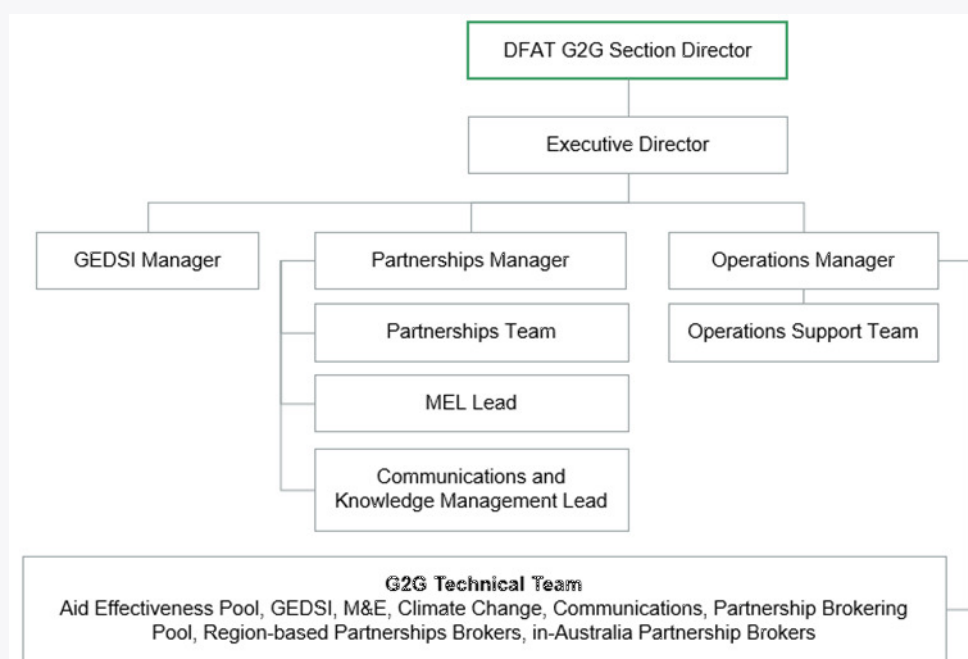 DFAT G2G Section Director
Executive Director
GEDSI Manager
Partnerships Manager
Operations Manager
Partnerships Team
Operations Support Team
MEL Lead
Communications and
Knowledge Management Lead
G2G Technical Team
Aid Effectiveness Pool, GEDSI, M&E, Climate Change, Communications, Partnership Brokering
Pool, Region-based Partnerships Brokers, in-Australia Partnership Brokers